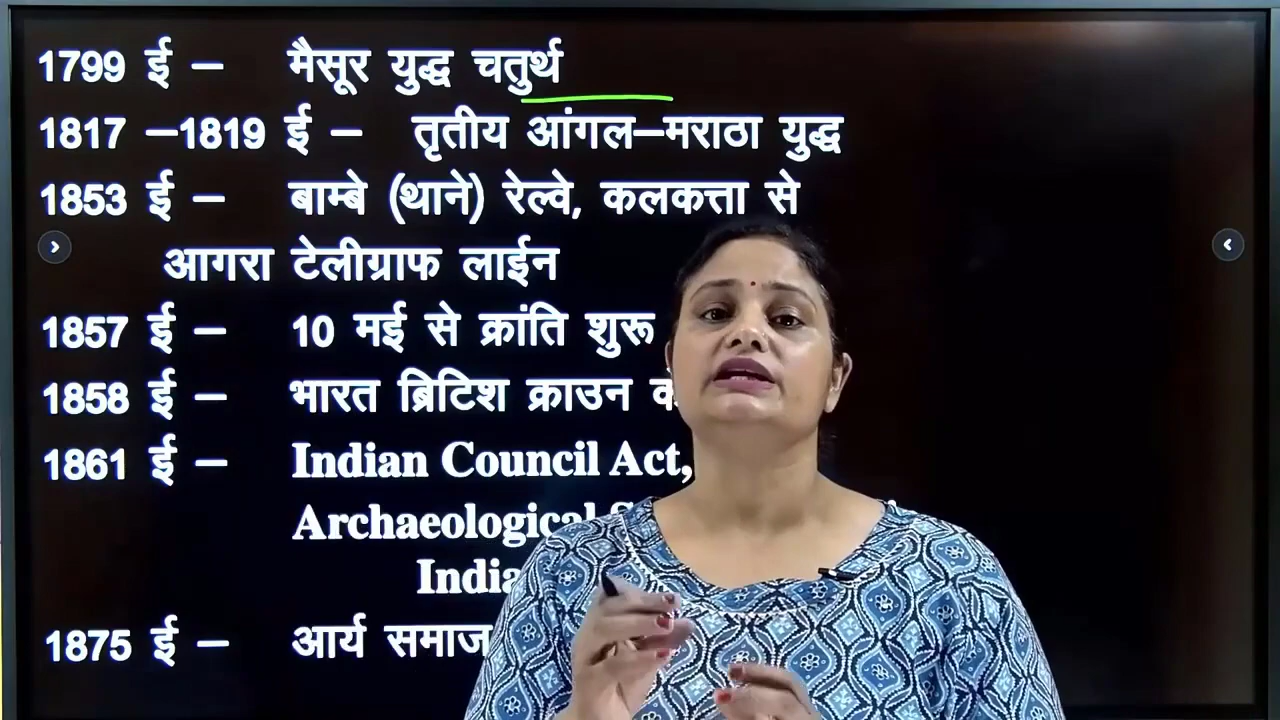 1799 ई – मैसूर युद्ध चतुर्थ
1817 –1819 ई – तृतीय आंगल–मराठा युद्ध
1853 ई – बाम्बे (थाने) रेल्वे, कलकत्ता से
आगरा टेलीग्राफ लाईन
1857 ई – 10 मई से क्रांति शुरू
1858 ई – भारत ब्रिटिश क्राउन
1861 ई – Indian Council Act,
Archaeological
India
1875 ई – आर्य समाज